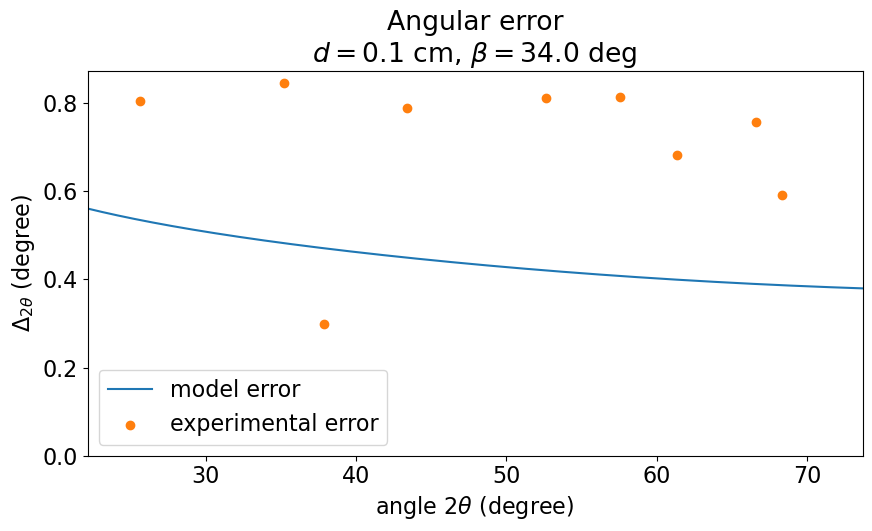 Angular error
d = 0.1 cm, β = 34.0 deg
0.8
0.6
0.4
0.2
0.0
Δ2θ (degree)
model error
experimental error
30 40 50 60 70
angle 2θ (degree)